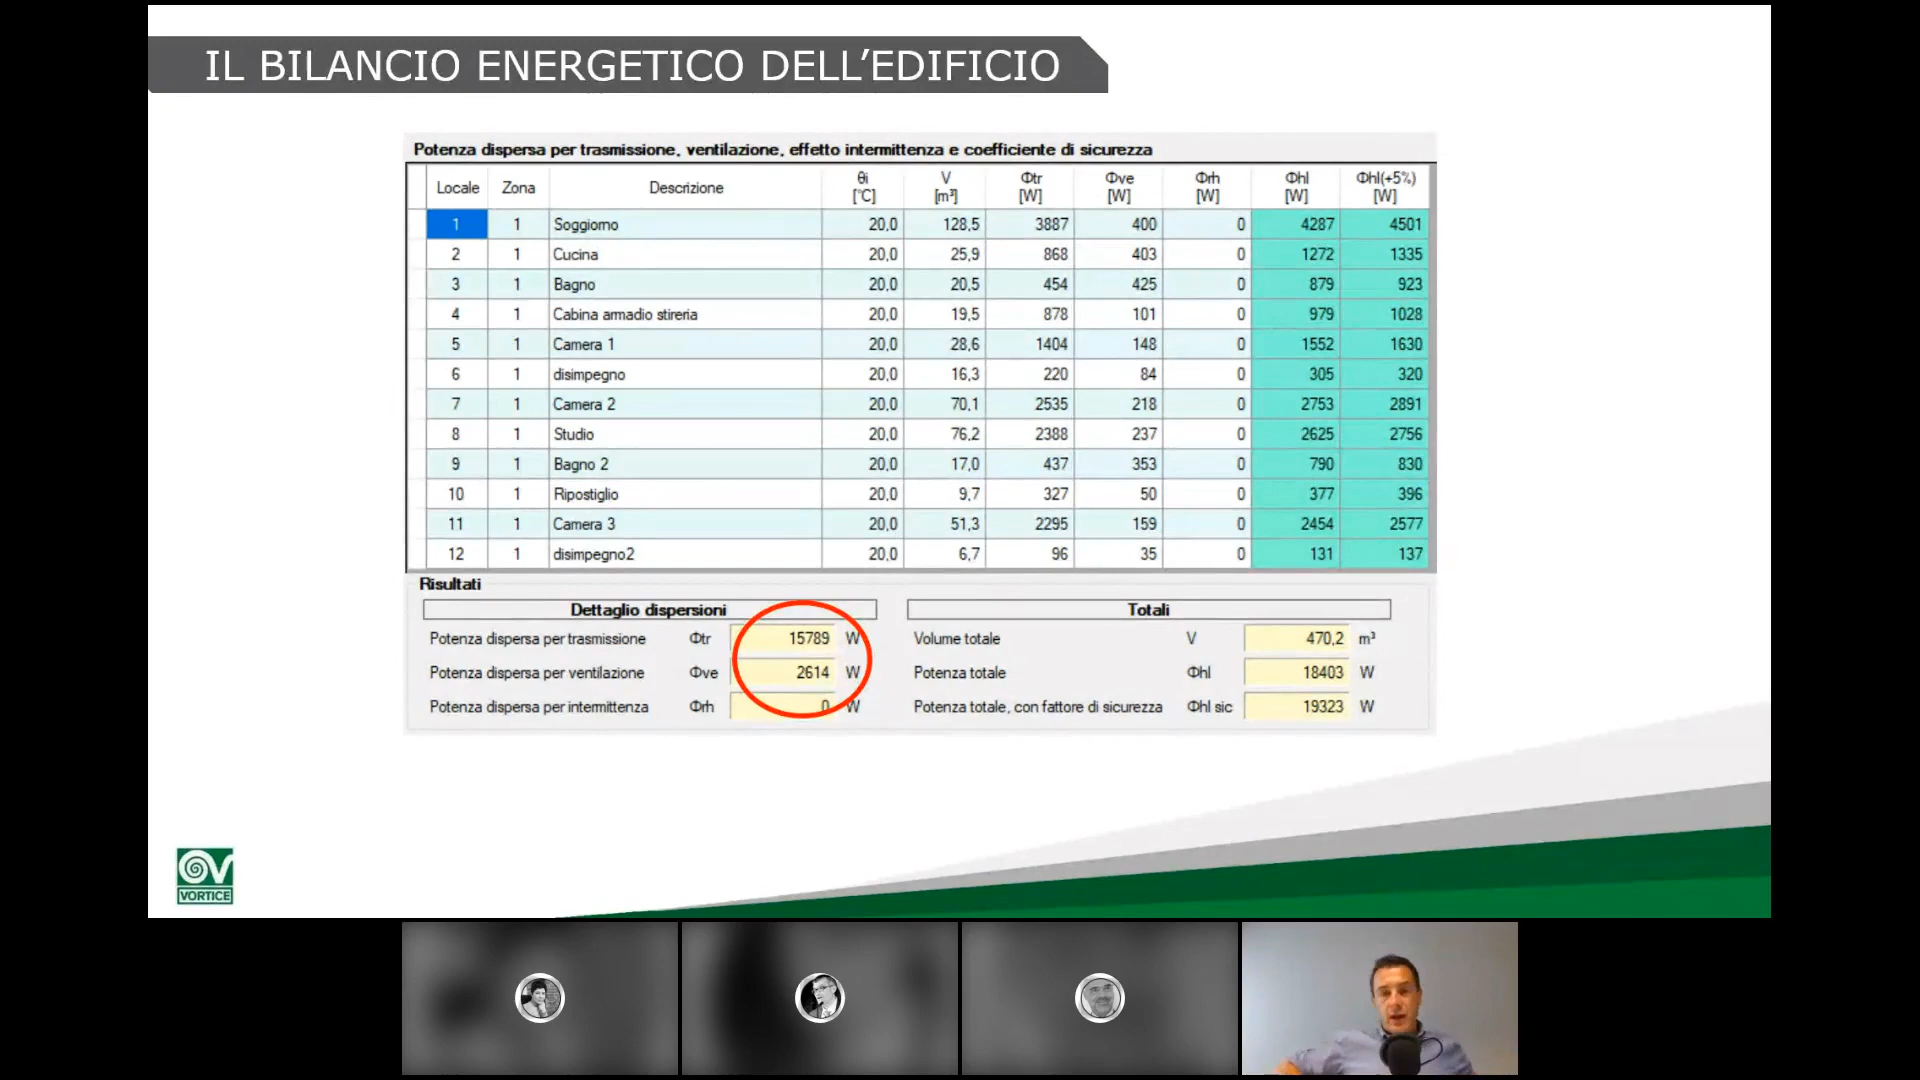 IL BILANCIO ENERGETICO DELL’EDIFICIO
Potenza dispersa per trasmissione, ventilazione, effetto intermittenza e coefficiente di sicurezza
Locale Zona Descrizione θi [°C] V [m³] Φtr [W] Φve [W] Φrh [W] Φhl [W] Φhl(+5%) [W]
1 1 Soggiorno 20,0 128,5 3887 400 0 4287 4501
2 1 Cucina 20,0 25,9 868 403 0 1272 1335
3 1 Bagno 20,0 20,5 454 425 0 879 923
4 1 Cabina armadio stireria 20,0 19,5 878 101 0 979 1028
5 1 Camera 1 20,0 28,6 1404 148 0 1552 1630
6 1 disimpegno 20,0 16,3 220 84 0 305 320
7 1 Camera 2 20,0 70,1 2535 218 0 2753 2891
8 1 Studio 20,0 76,2 2388 237 0 2625 2756
9 1 Bagno 2 20,0 17,0 437 353 0 790 830
10 1 Ripostiglio 20,0 9,7 327 50 0 377 396
11 1 Camera 3 20,0 51,3 2295 159 0 2454 2577
12 1 disimpegno2 20,0 6,7 96 35 0 131 137
Risultati
Dettaglio dispersioni
Potenza dispersa per trasmissione Φtr 15789 W
Potenza dispersa per ventilazione Φve 2614 W
Potenza dispersa per intermittenza Φrh 0 W
Totali
Volume totale V 470,2 m³
Potenza totale Φhl 18403 W
Potenza totale, con fattore di sicurezza Φhl sic 19323 W
VORTICE